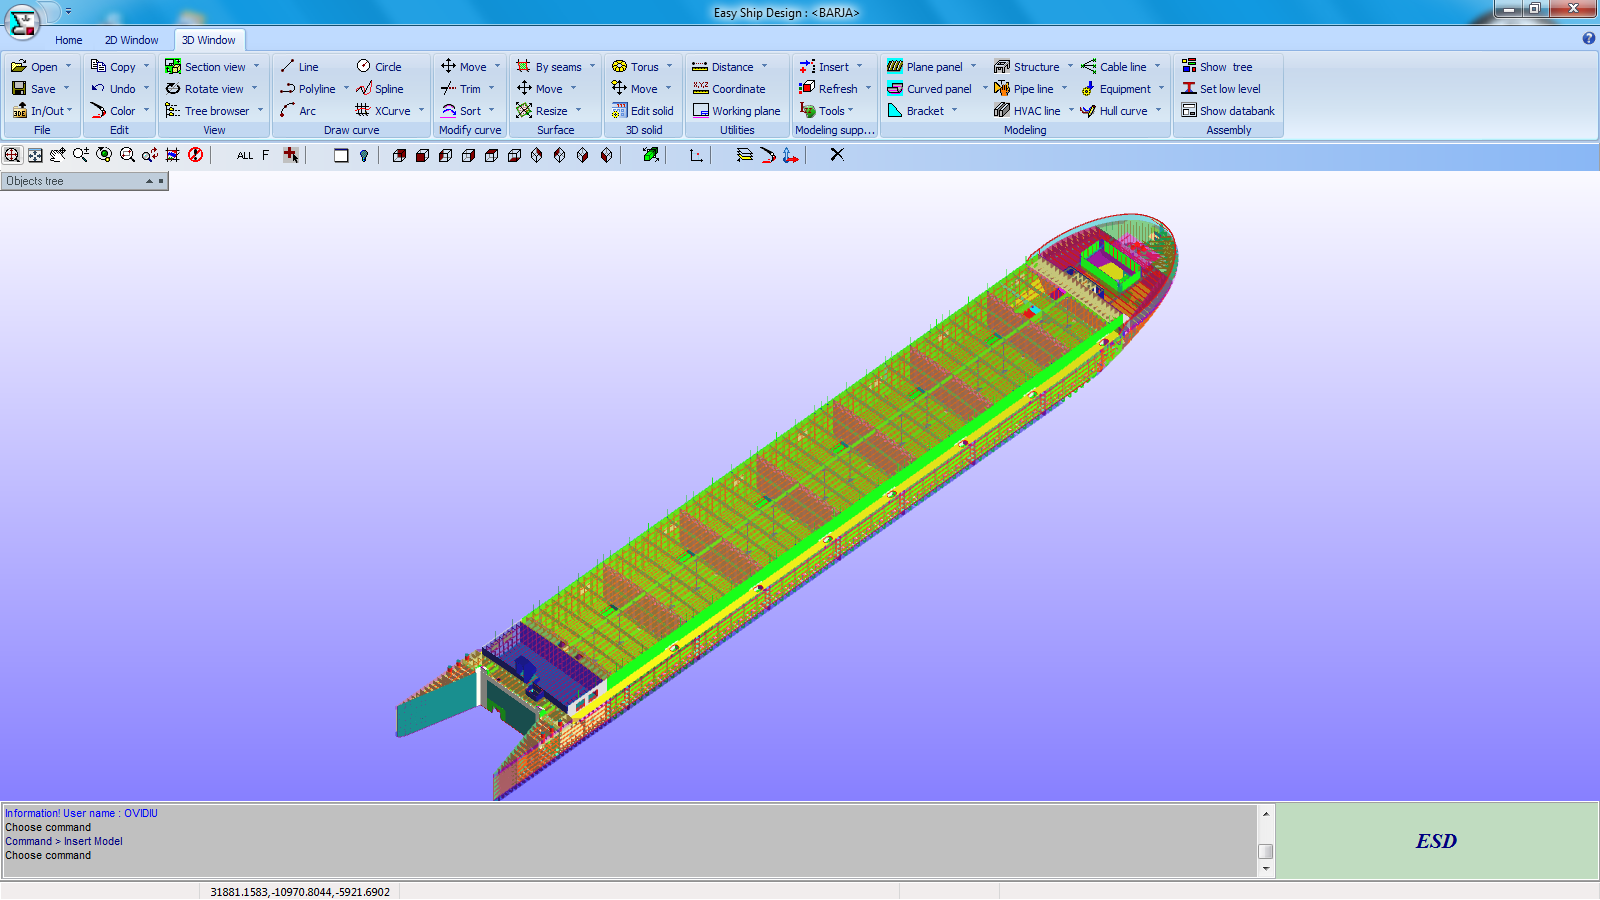 Easy Ship Design : <BARJA>
Home 2D Window 3D Window
Open Copy Section view Line Circle Move By seams Torus Distance Insert Plane panel Structure Cable line Show tree
Save Undo Rotate view Polyline Spline Trim Move Move Coordinate Refresh Curved panel Pipe line Equipment Set low level
In/Out Color Tree browser Arc XCurve Sort Resize Edit solid Working plane Tools Bracket HVAC line Hull curve Show databank
File Edit View Draw curve Modify curve Surface 3D solid Utilities Modeling supp... Modeling Assembly
ALL F
Objects tree
Information! User name : OVIDIU
Choose command
Command > Insert Model
Choose command
ESD
31881.1583,-10970.8044,-5921.6902